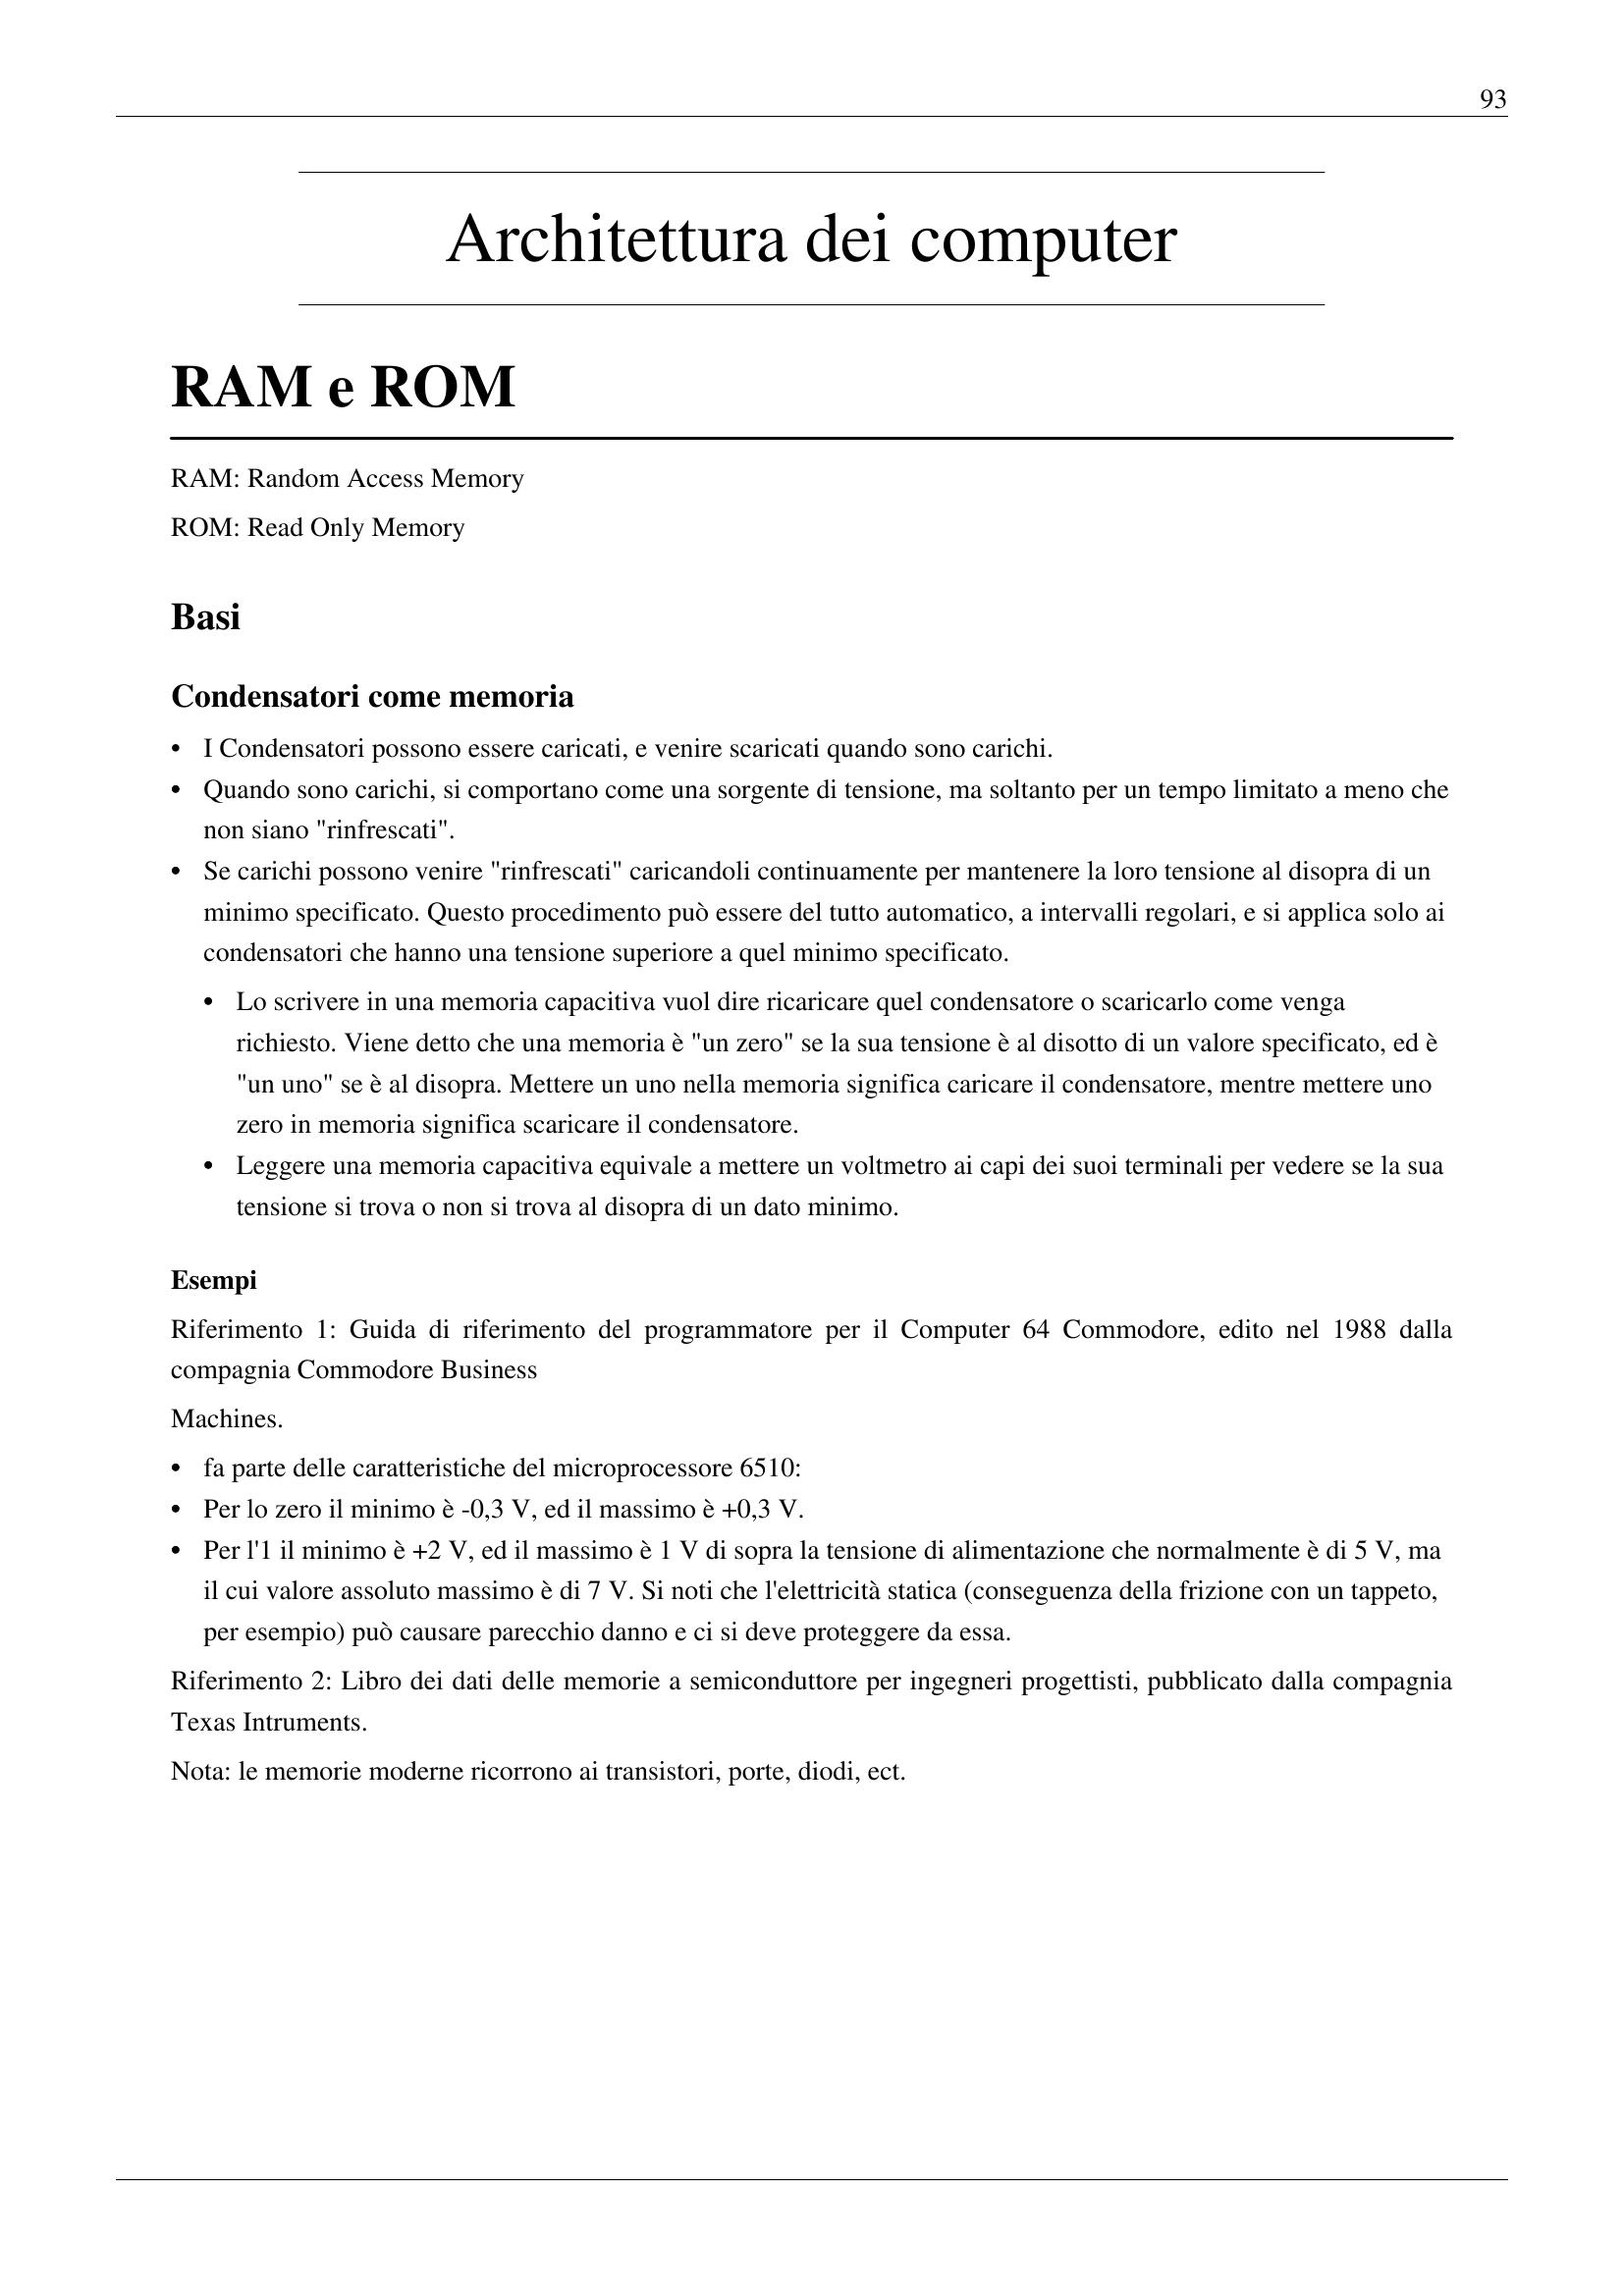 93
Architettura dei computer
RAM e ROM
RAM: Random Access Memory
ROM: Read Only Memory
Basi
Condensatori come memoria
• I Condensatori possono essere caricati, e venire scaricati quando sono carichi.
• Quando sono carichi, si comportano come una sorgente di tensione, ma soltanto per un tempo limitato a meno che
non siano "rinfrescati".
• Se carichi possono venire "rinfrescati" caricandoli continuamente per mantenere la loro tensione al disopra di un
minimo specificato. Questo procedimento può essere del tutto automatico, a intervalli regolari, e si applica solo ai
condensatori che hanno una tensione superiore a quel minimo specificato.
• Lo scrivere in una memoria capacitiva vuol dire ricaricare quel condensatore o scaricarlo come venga
richiesto. Viene detto che una memoria è "un zero" se la sua tensione è al disotto di un valore specificato, ed è
"un uno" se è al disopra. Mettere un uno nella memoria significa caricare il condensatore, mentre mettere uno
zero in memoria significa scaricare il condensatore.
• Leggere una memoria capacitiva equivale a mettere un voltmetro ai capi dei suoi terminali per vedere se la sua
tensione si trova o non si trova al disopra di un dato minimo.
Esempi
Riferimento 1: Guida di riferimento del programmatore per il Computer 64 Commodore, edito nel 1988 dalla
compagnia Commodore Business
Machines.
• fa parte delle caratteristiche del microprocessore 6510:
• Per lo zero il minimo è -0,3 V, ed il massimo è +0,3 V.
• Per l'1 il minimo è +2 V, ed il massimo è 1 V di sopra la tensione di alimentazione che normalmente è di 5 V, ma
il cui valore assoluto massimo è di 7 V. Si noti che l'elettricità statica (conseguenza della frizione con un tappeto,
per esempio) può causare parecchio danno e ci si deve proteggere da essa.
Riferimento 2: Libro dei dati delle memorie a semiconduttore per ingegneri progettisti, pubblicato dalla compagnia
Texas Intruments.
Nota: le memorie moderne ricorrono ai transistori, porte, diodi, ect.